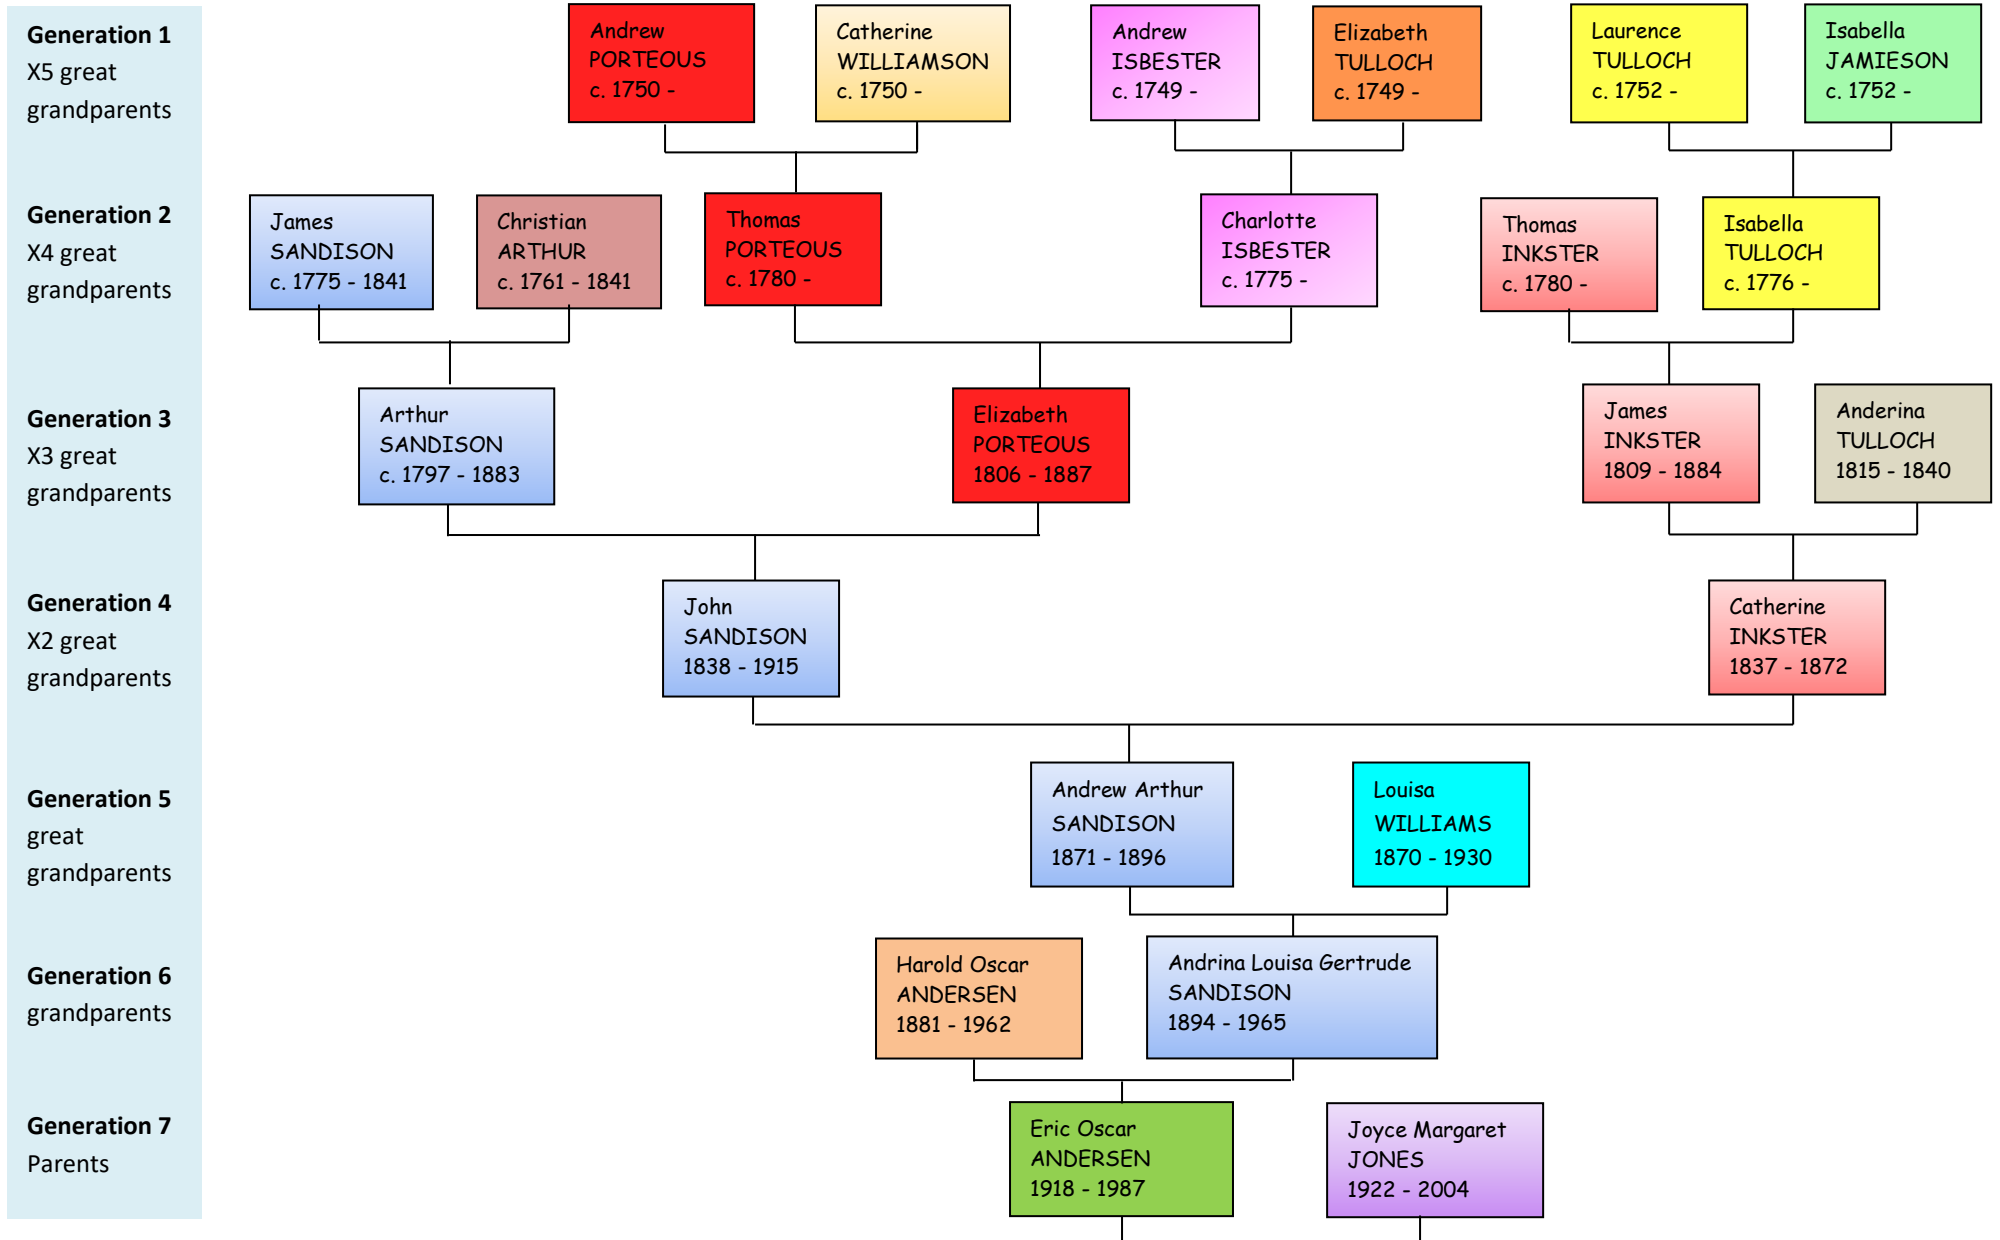 Generation 1
X5 great
grandparents
Andrew
PORTEOUS
c. 1750 -
Catherine
WILLIAMSON
c. 1750 -
Andrew
ISBESTER
c. 1749 -
Elizabeth
TULLOCH
c. 1749 -
Laurence
TULLOCH
c. 1752 -
Isabella
JAMIESON
c. 1752 -
Generation 2
X4 great
grandparents
James
SANDISON
c. 1775 - 1841
Christian
ARTHUR
c. 1761 - 1841
Thomas
PORTEOUS
c. 1780 -
Charlotte
ISBESTER
c. 1775 -
Thomas
INKSTER
c. 1780 -
Isabella
TULLOCH
c. 1776 -
Generation 3
X3 great
grandparents
Arthur
SANDISON
c. 1797 - 1883
Elizabeth
PORTEOUS
1806 - 1887
James
INKSTER
1809 - 1884
Anderina
TULLOCH
1815 - 1840
Generation 4
X2 great
grandparents
John
SANDISON
1838 - 1915
Catherine
INKSTER
1837 - 1872
Generation 5
great
grandparents
Andrew Arthur
SANDISON
1871 - 1896
Louisa
WILLIAMS
1870 - 1930
Generation 6
grandparents
Harold Oscar
ANDERSEN
1881 - 1962
Andrina Louisa Gertrude
SANDISON
1894 - 1965
Generation 7
Parents
Eric Oscar
ANDERSEN
1918 - 1987
Joyce Margaret
JONES
1922 - 2004